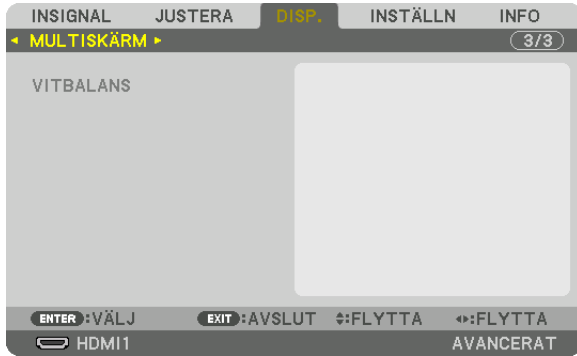 INSIGNAL JUSTERA DISP. INSTÄLLN INFO
MULTISKÄRM 3/3
VITBALANS
ENTER :VÄLJ EXIT :AVSLUT :FLYTTA :FLYTTA
HDMI1 AVANCERAT